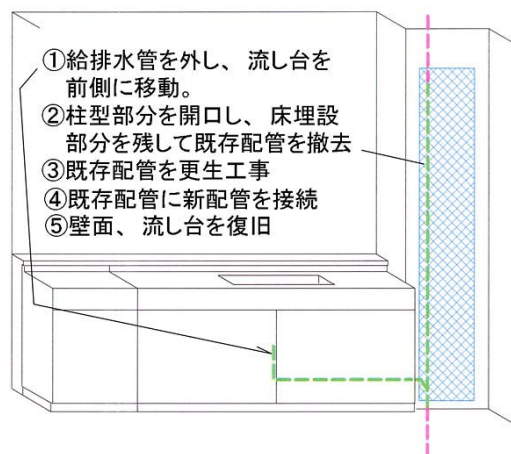 ①給排水管を外し、流し台を
前側に移動。
②柱型部分を開口し、床埋設
部分を残して既存配管を撤去
③既存配管を更生工事
④既存配管に新配管を接続
⑤壁面、流し台を復旧